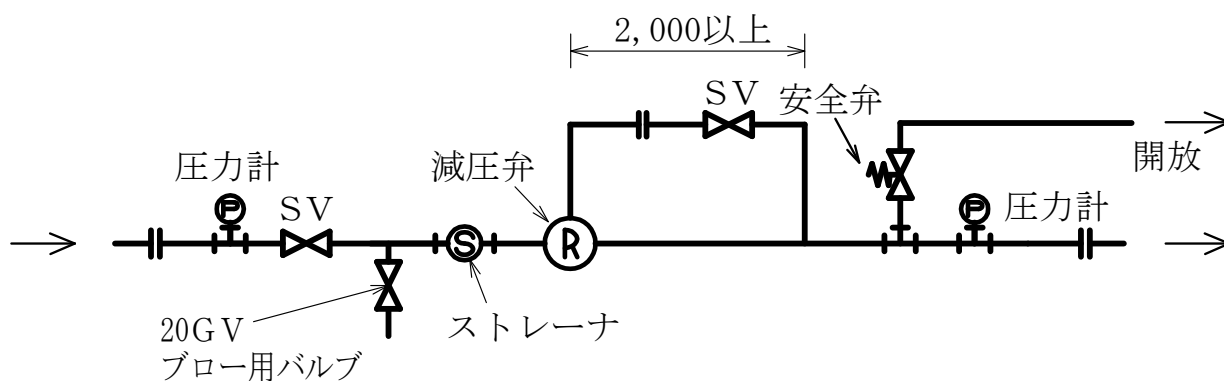 2,000以上
ＳＶ
安全弁
開放
圧力計
Ｐ
ＳＶ
減圧弁
Ｐ
圧力計
Ｓ
Ｒ
20ＧＶ
ブロー用バルブ
ストレーナ